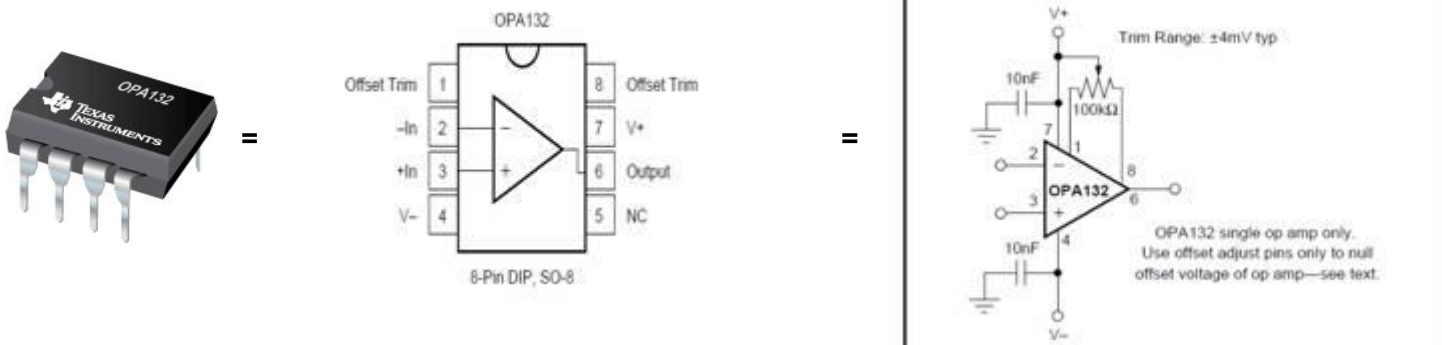 OPA132
TEXAS
INSTRUMENTS
=
OPA132
Offset Trim 1
8 Offset Trim
–In 2
–
7 V+
+In 3
+
6 Output
V– 4
5 NC
8-Pin DIP, SO-8
=
V+
Trim Range: ±4mV typ
10nF
100kΩ
7
1
2
–
8
OPA132
6
3
+
4
10nF
V–
OPA132 single op amp only.
Use offset adjust pins only to null
offset voltage of op amp—see text.